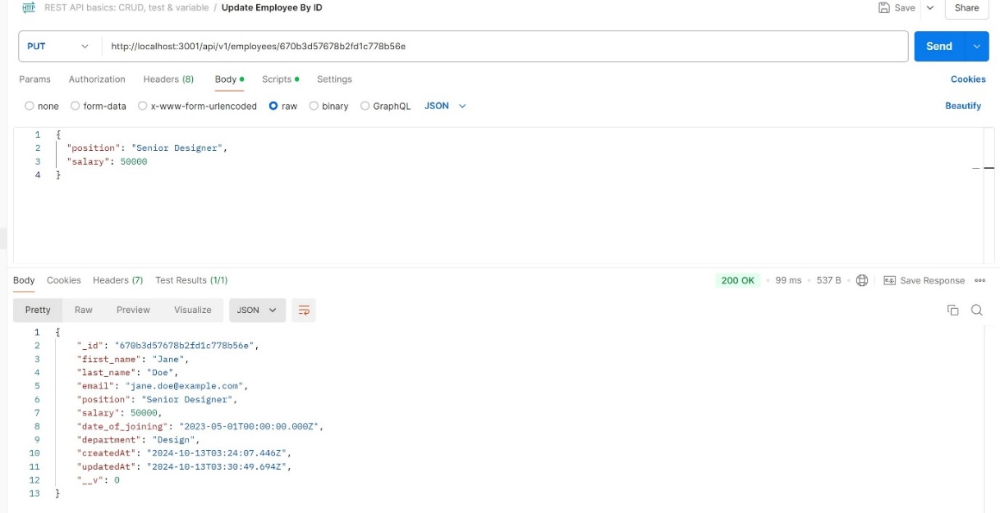 HTTP REST API basics: CRUD, test & variable / Update Employee By ID Save Share
PUT http://localhost:3001/api/v1/employees/670b3d57678b2fd1c778b56e Send
Params Authorization Headers (8) Body Scripts Settings Cookies
none form-data x-www-form-urlencoded raw binary GraphQL JSON Beautify
1 {
2 "position": "Senior Designer",
3 "salary": 50000
4 }
Body Cookies Headers (7) Test Results (1/1) 200 OK 99 ms 537 B Save Response
Pretty Raw Preview Visualize JSON
1 {
2 "_id": "670b3d57678b2fd1c778b56e",
3 "first_name": "Jane",
4 "last_name": "Doe",
5 "email": "jane.doe@example.com",
6 "position": "Senior Designer",
7 "salary": 50000,
8 "date_of_joining": "2023-05-01T00:00:00.000Z",
9 "department": "Design",
10 "createdAt": "2024-10-13T03:24:07.446Z",
11 "updatedAt": "2024-10-13T03:30:49.694Z",
12 "__v": 0
13 }